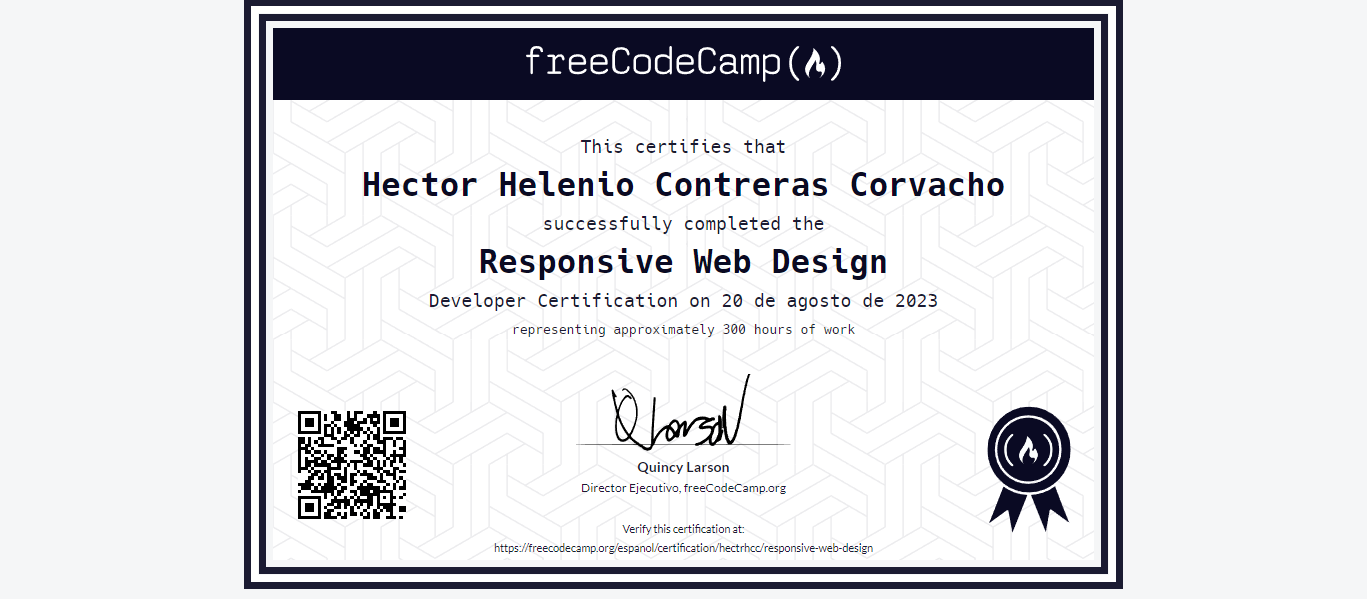 freeCodeCamp
This certifies that
Hector Helenio Contreras Corvacho
successfully completed the
Responsive Web Design
Developer Certification on 20 de agosto de 2023
representing approximately 300 hours of work
Quincy Larson
Director Ejecutivo, freeCodeCamp.org
Verify this certification at:
https://freecodecamp.org/espanol/certification/hectrhcc/responsive-web-design